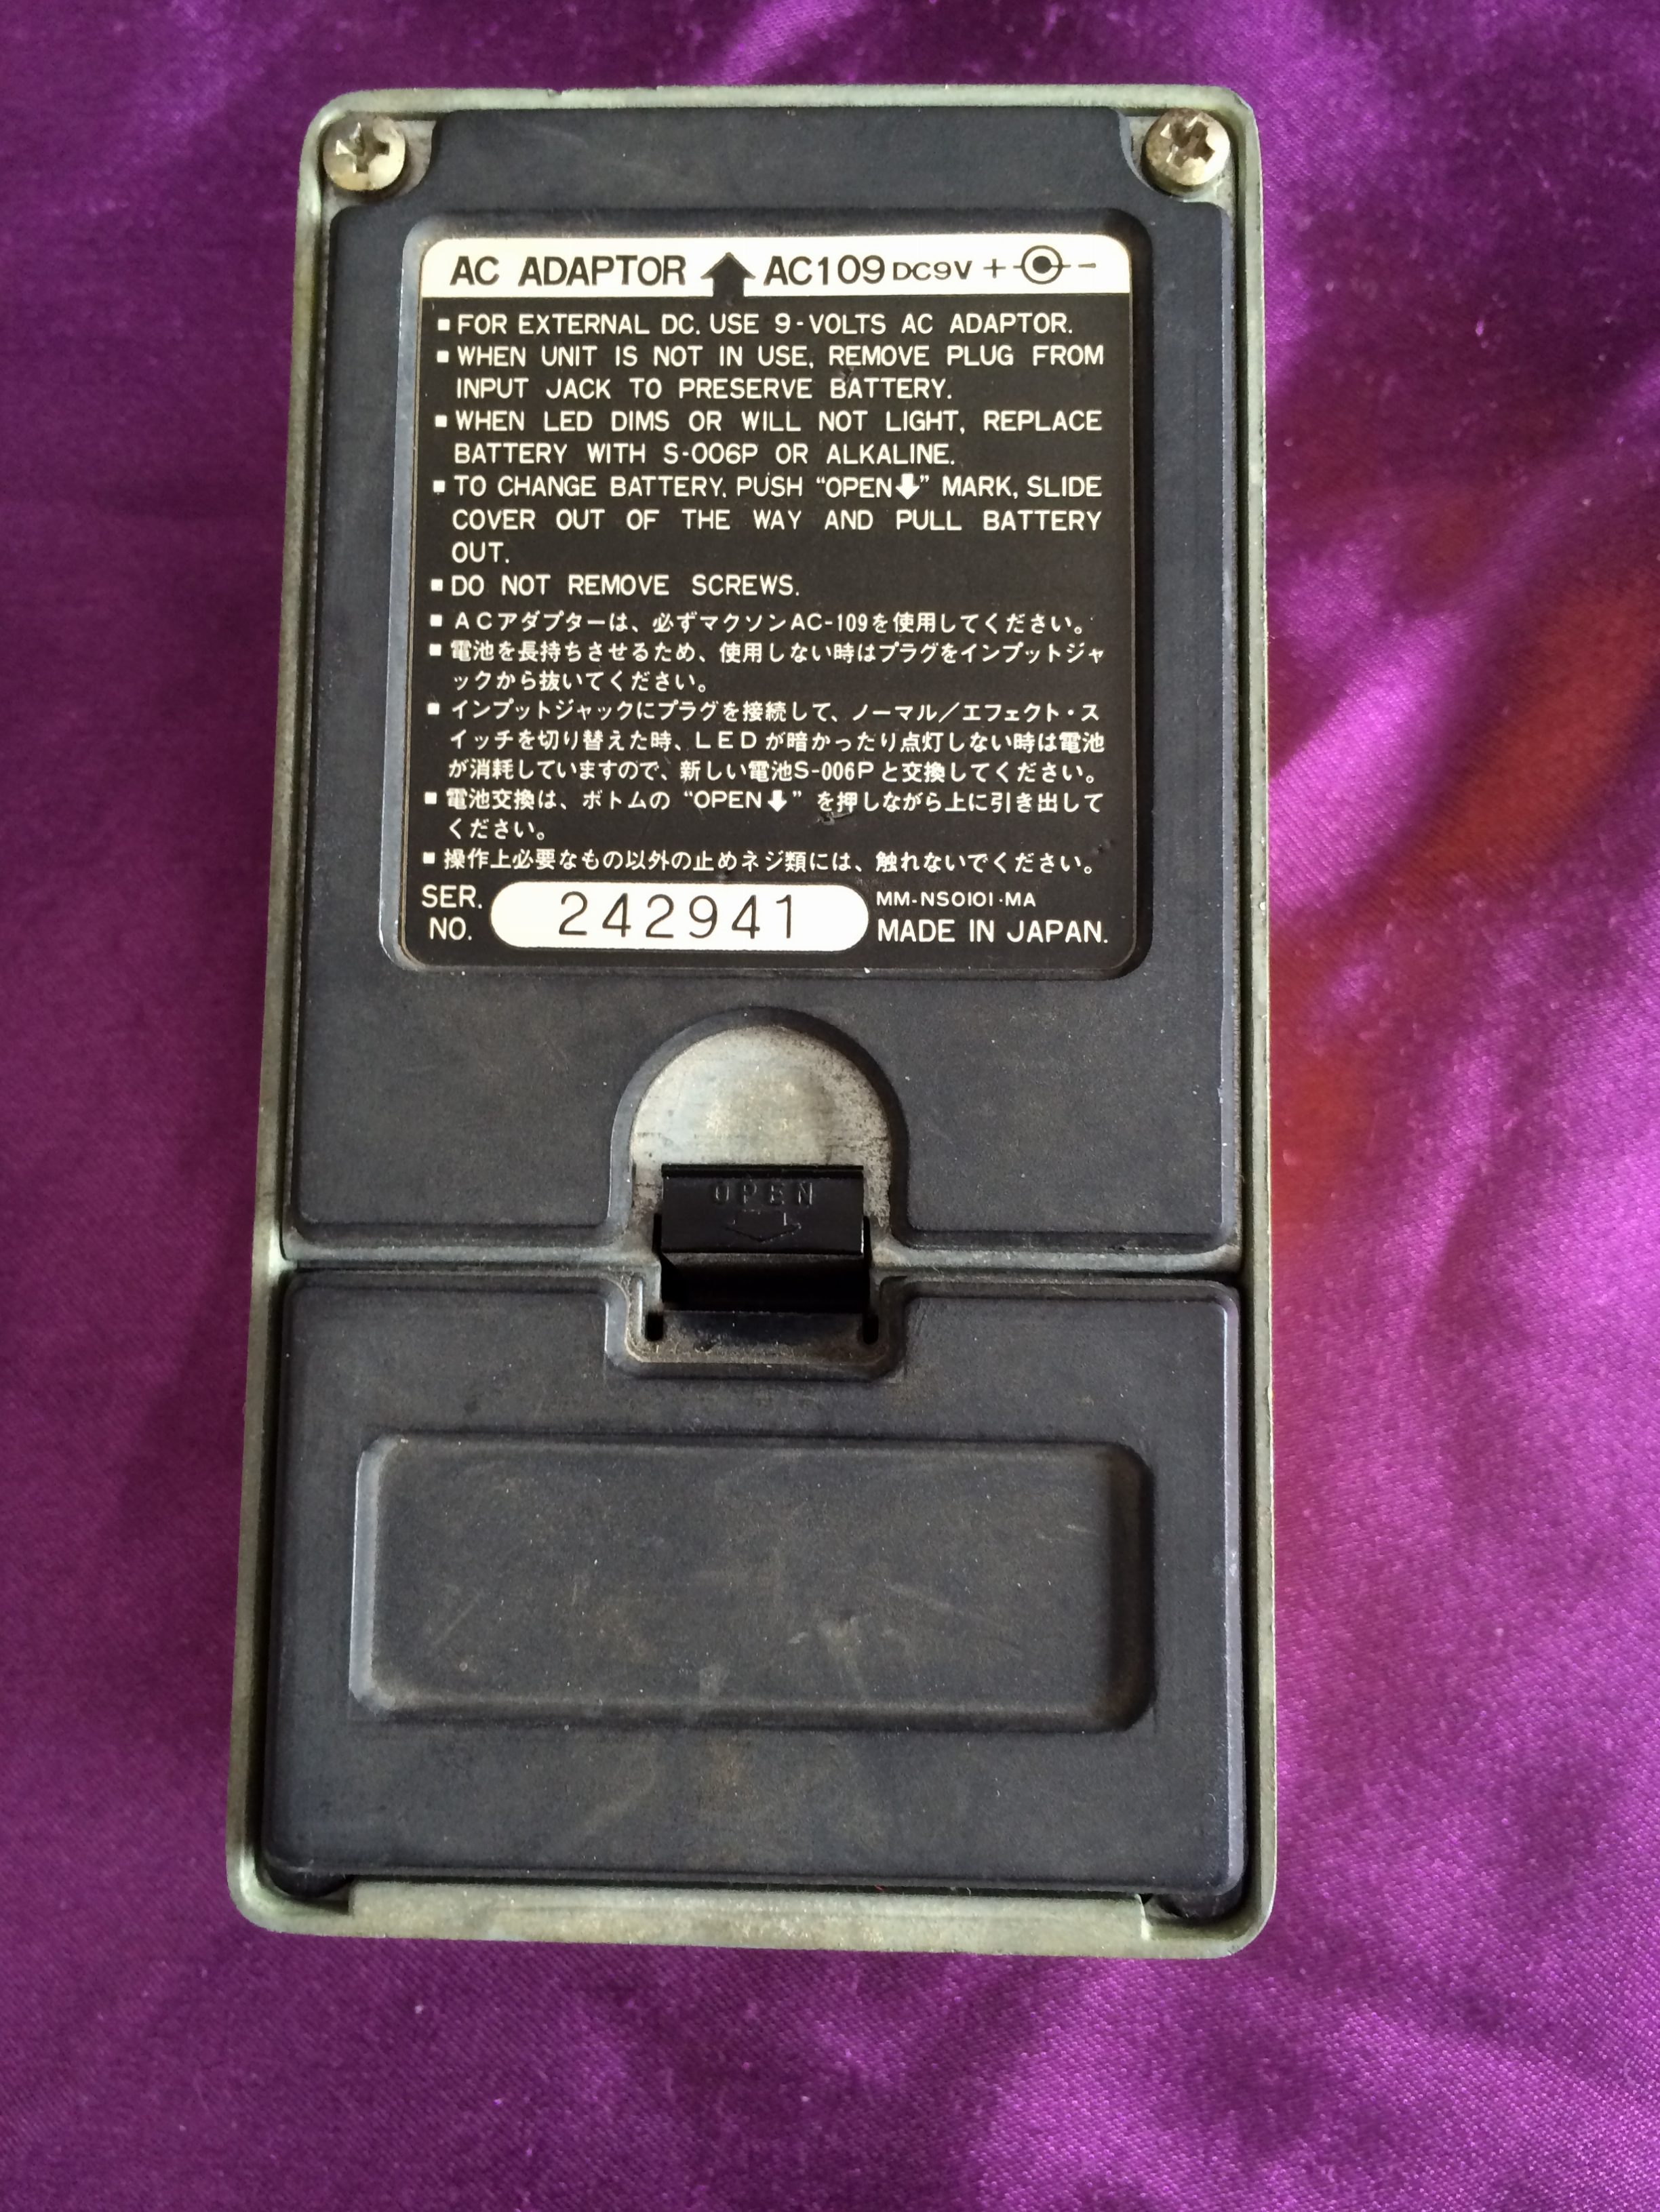 AC ADAPTOR AC109 DC9V + -
▪ FOR EXTERNAL DC. USE 9-VOLTS AC ADAPTOR.
▪ WHEN UNIT IS NOT IN USE, REMOVE PLUG FROM
INPUT JACK TO PRESERVE BATTERY.
▪ WHEN LED DIMS OR WILL NOT LIGHT, REPLACE
BATTERY WITH S-006P OR ALKALINE.
▪ TO CHANGE BATTERY, PUSH “OPEN⬇” MARK, SLIDE
COVER OUT OF THE WAY AND PULL BATTERY
OUT.
▪ DO NOT REMOVE SCREWS.
▪ ACアダプターは、必ずマクソンAC-109を使用してください。
▪ 電池を長持ちさせるため、使用しない時はプラグをインプットジャ
ックから抜いてください。
▪ インプットジャックにプラグを接続して、ノーマル／エフェクト・ス
イッチを切り替えた時、LEDが暗かったり点灯しない時は電池
が消耗していますので、新しい電池S-006Pと交換してください。
▪ 電池交換は、ボトムの“OPEN⬇”を押しながら上に引き出して
ください。
▪ 操作上必要なもの以外の止めネジ類には、触れないでください。
SER. NO. 242941 MM-NS0101·MA
MADE IN JAPAN.
OPEN